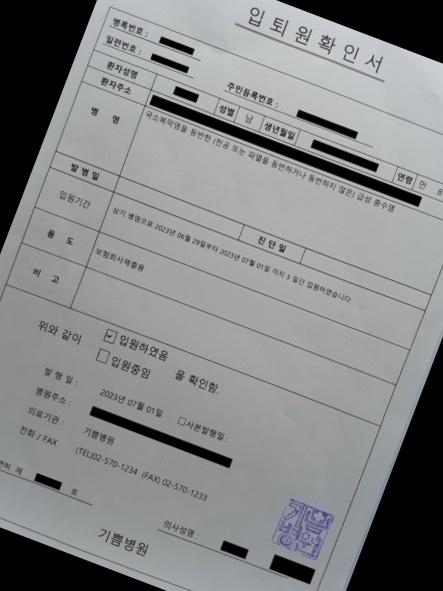 입퇴원확인서
병록번호 :
일련번호 :
환자성명 주민등록번호 :
환자주소 성별 남 생년월일 연령 만
병 명 국소복막염을 동반한 (천공 또는 파열을 동반하거나 동반하지 않은) 급성 충수염
발 병 일 진 단 일
입원기간 상기 병명으로 2023년 06월 29일부터 2023년 07월 01일 까지 3 일간 입원하였습니다.
용 도 보험회사제출용
비 고
위와 같이 입원하였음
입원중임 을 확인함.
발 행 일 : 2023년 07월 01일 사본발행일 :
병원주소 :
의료기관 : 기쁨병원
전화 / FAX (TEL)02-570-1234 (FAX) 02-570-1233
제 호
의사성명 :
기쁨병원
기쁨병원